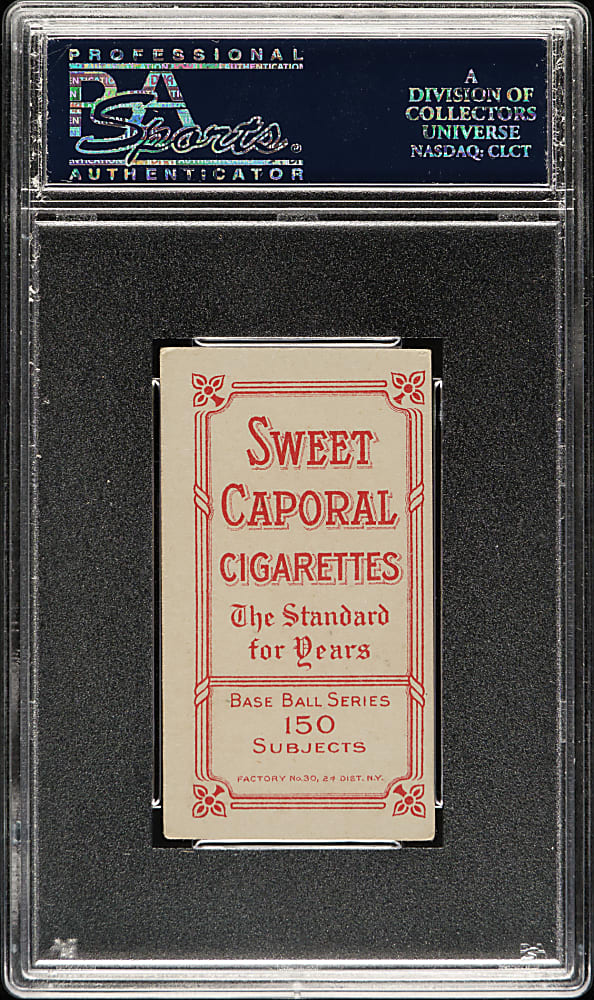 PROFESSIONAL
PSA
Sports®
AUTHENTICATOR
A
DIVISION OF
COLLECTORS
UNIVERSE
NASDAQ: CLCT
SWEET
CAPORAL
CIGARETTES
The Standard
for Years
BASE BALL SERIES
150
SUBJECTS
FACTORY No. 30, 2d DIST. N.Y.
PSA